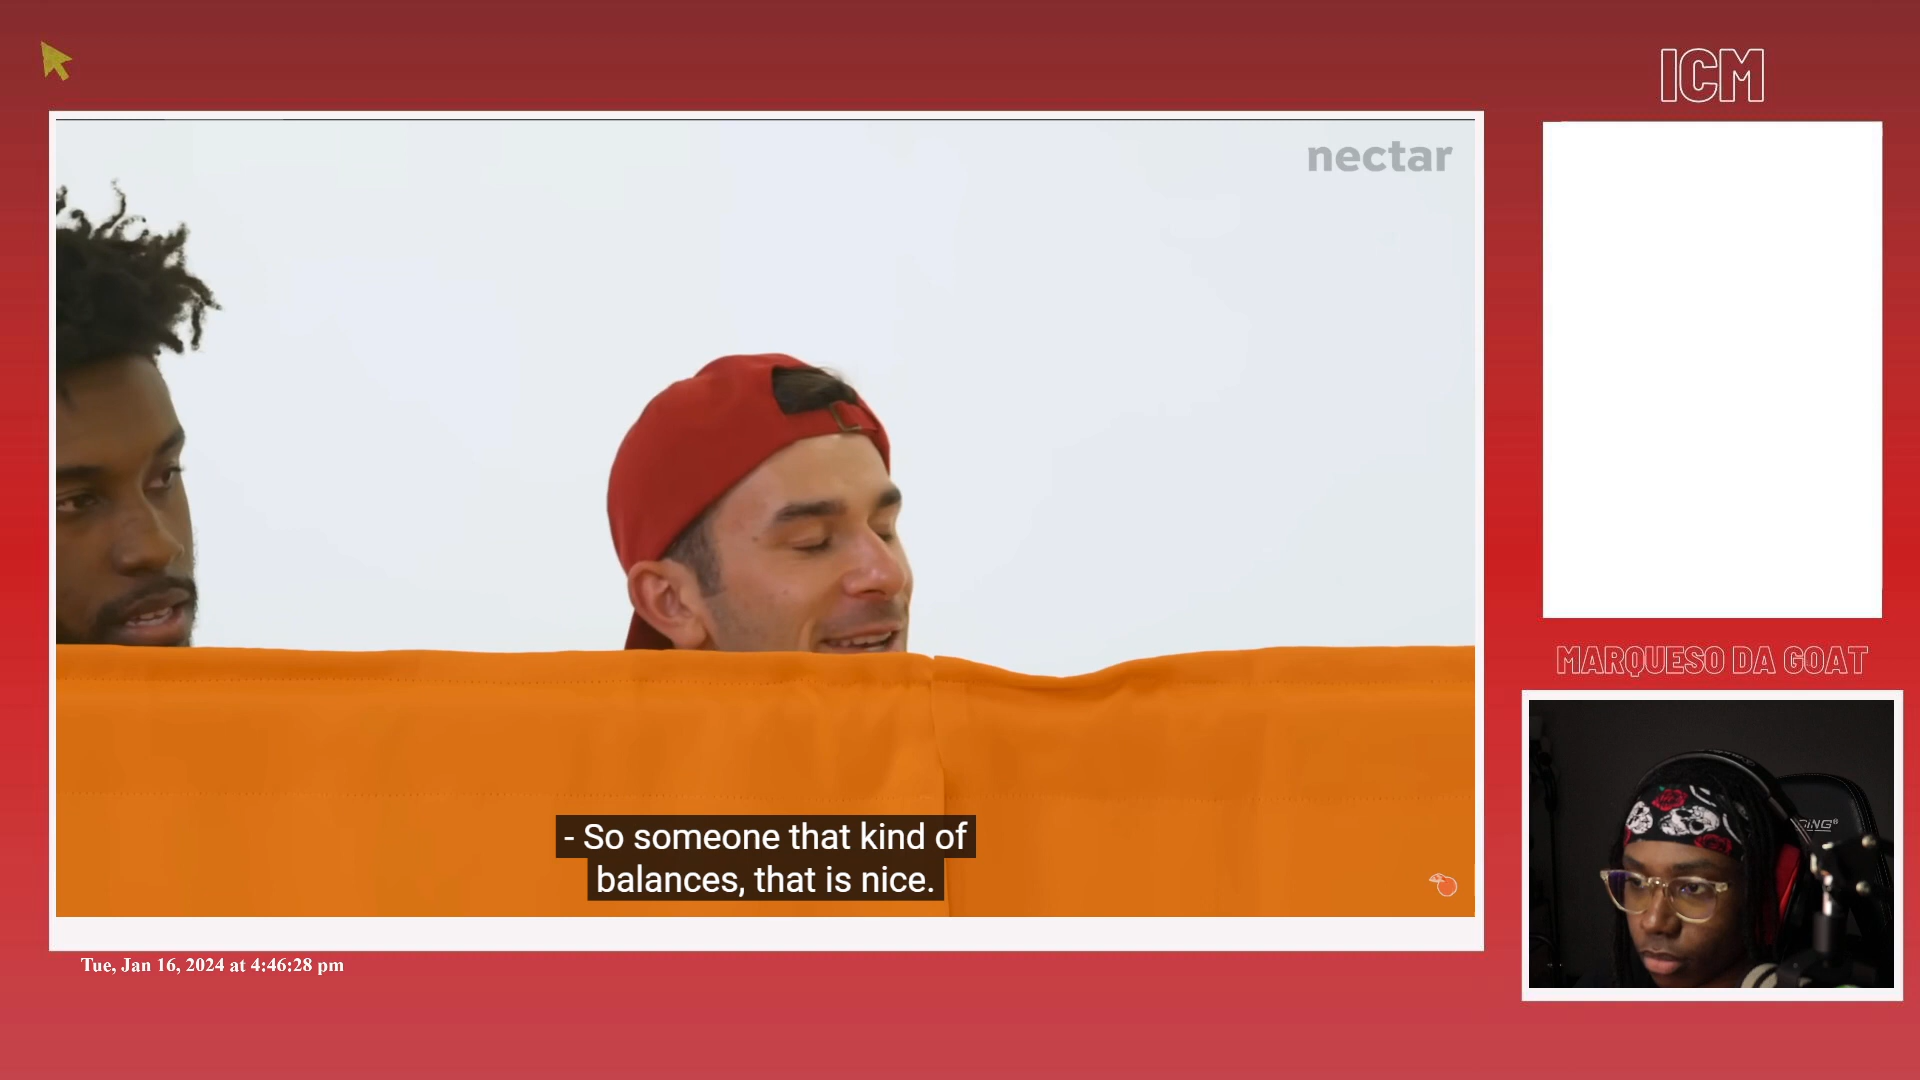 ICM
nectar
- So someone that kind of
balances, that is nice.
MARQUESO DA GOAT
Tue, Jan 16, 2024 at 4:46:28 pm